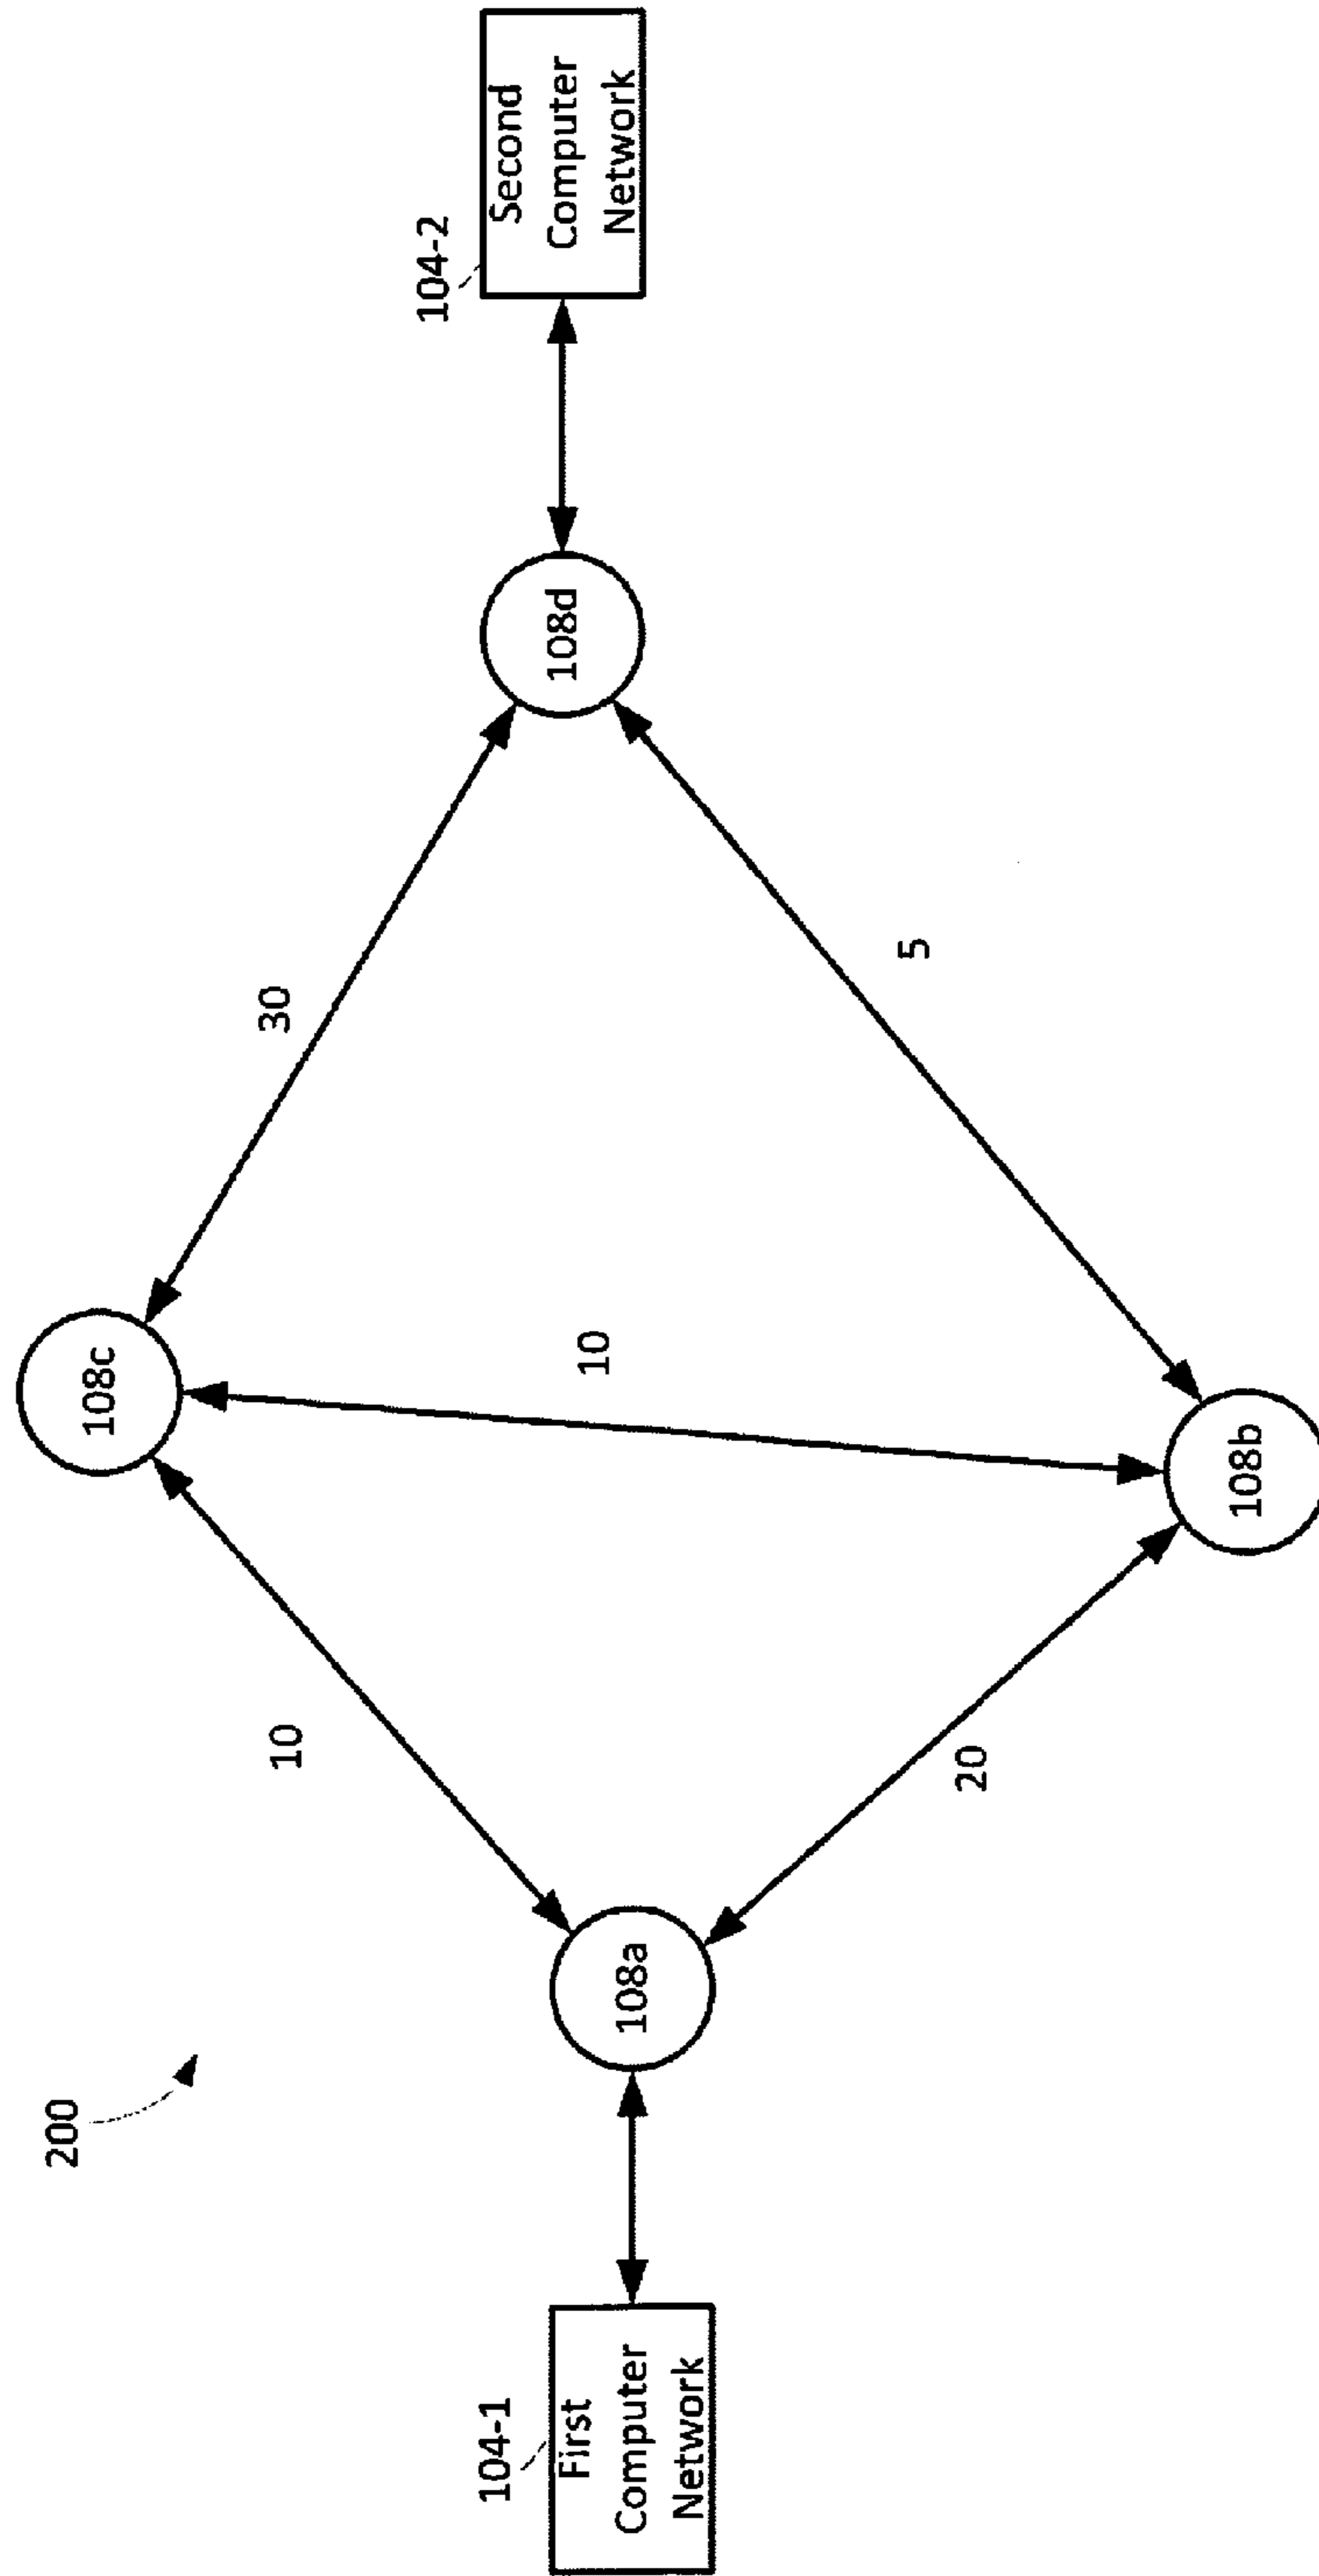 200
104-1
First
Computer
Network
108a
10
20
108c
10
108b
30
5
108d
104-2
Second
Computer
Network